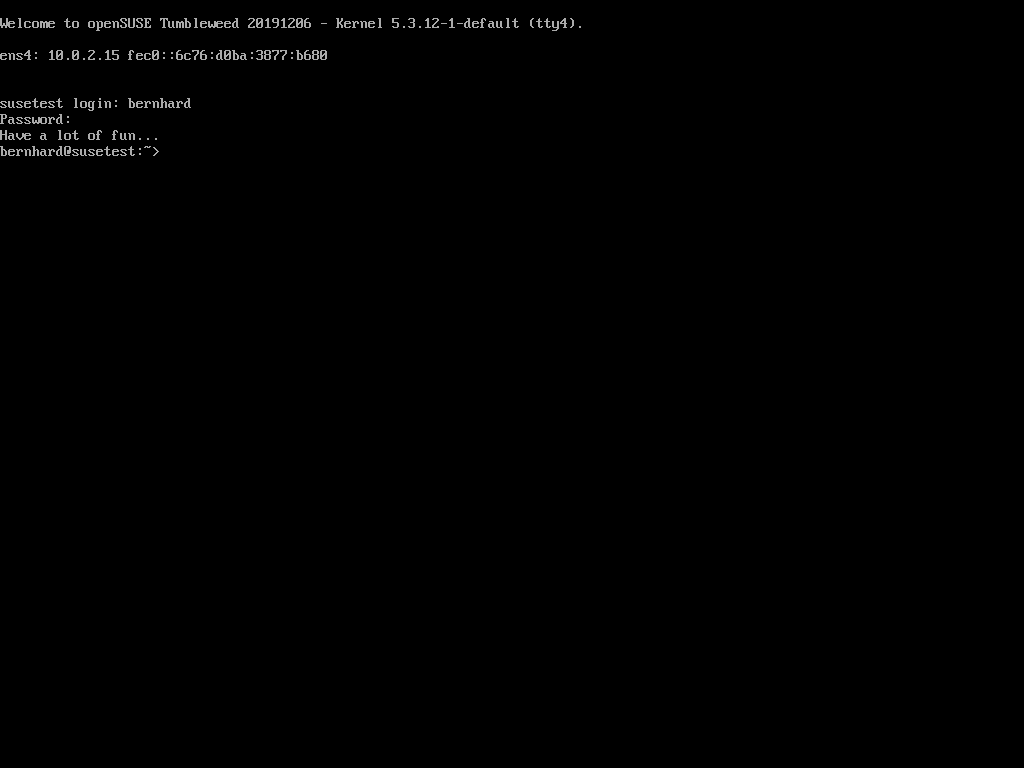 Welcome to openSUSE Tumbleweed 20191206 - Kernel 5.3.12-1-default (tty4).
ens4: 10.0.2.15 fec0::6c76:d0ba:3877:b680
susetest login: bernhard
Password:
Have a lot of fun...
bernhard@susetest:~>